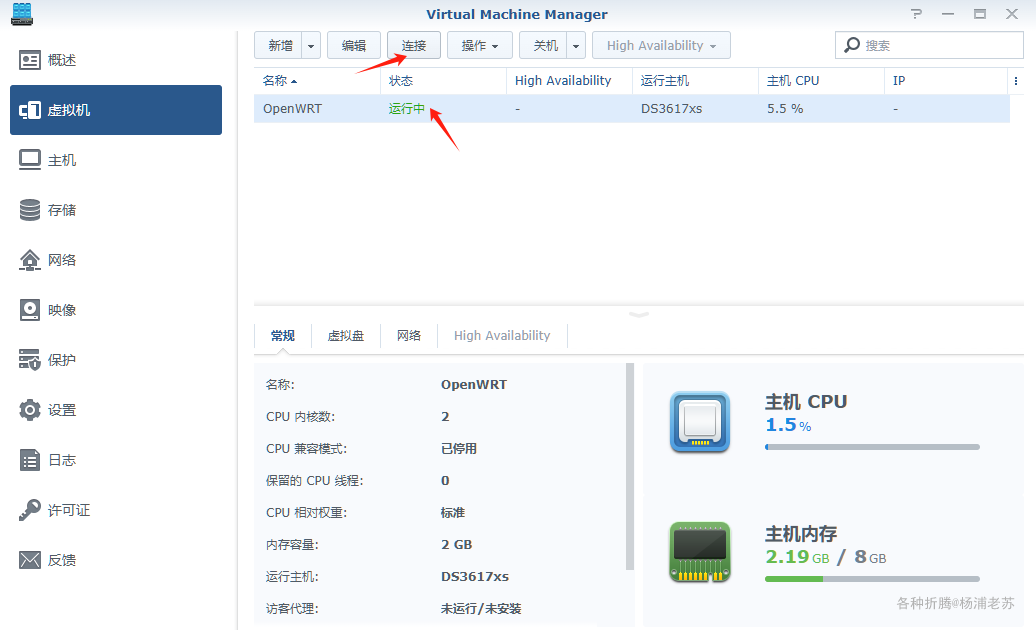 Virtual Machine Manager
概述
虚拟机
主机
存储
网络
映像
保护
设置
日志
许可证
反馈
新增 编辑 连接 操作 关机 High Availability 搜索
名称 状态 High Availability 运行主机 主机 CPU IP
OpenWRT 运行中 - DS3617xs 5.5 % -
常规 虚拟盘 网络 High Availability
名称: OpenWRT
CPU 内核数: 2
CPU 兼容模式: 已停用
保留的 CPU 线程: 0
CPU 相对权重: 标准
内存容量: 2 GB
运行主机: DS3617xs
访客代理: 未运行/未安装
主机 CPU
1.5 %
主机内存
2.19 GB / 8 GB
各种折腾@杨浦老苏